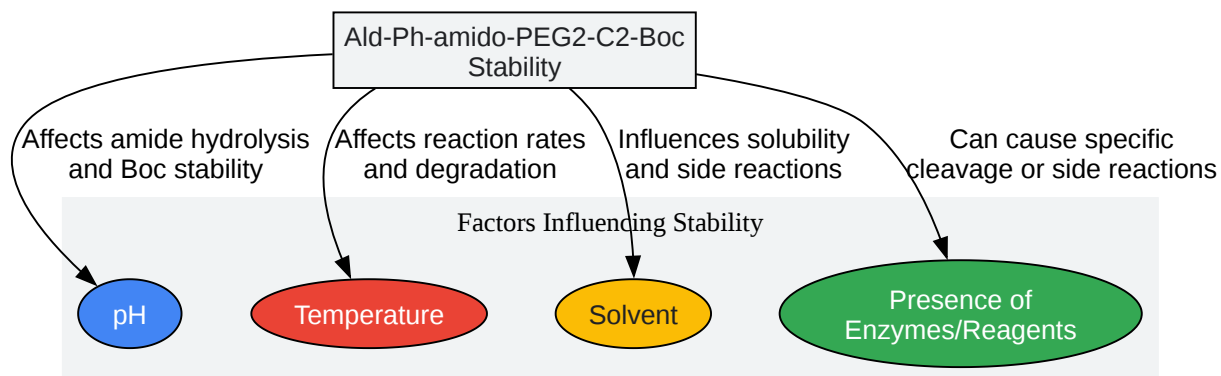 Ald-Ph-amido-PEG2-C2-Boc
Stability
Affects amide hydrolysis
and Boc stability
Affects reaction rates
and degradation
Influences solubility
and side reactions
Can cause specific
cleavage or side reactions
Factors Influencing Stability
pH
Temperature
Solvent
Presence of
Enzymes/Reagents